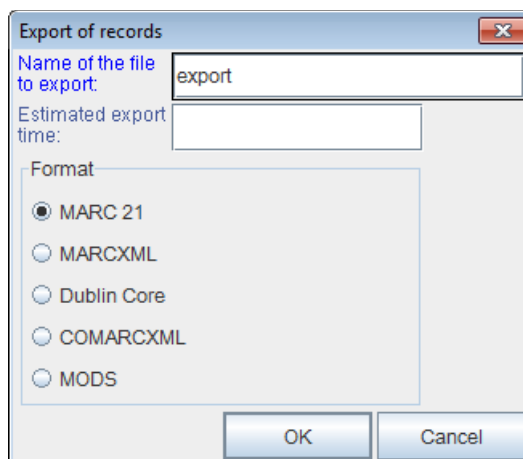 Export of records
Name of the file
to export:
export
Estimated export
time:
Format
MARC 21
MARCXML
Dublin Core
COMARCXML
MODS
OK
Cancel